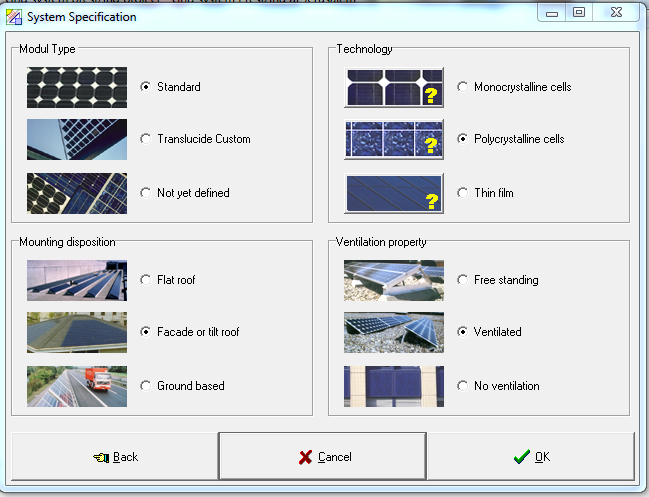 System Specification
Modul Type
Standard
Translucide Custom
Not yet defined
Technology
?
Monocrystalline cells
?
Polycrystalline cells
?
Thin film
Mounting disposition
Flat roof
Facade or tilt roof
Ground based
Ventilation property
Free standing
Ventilated
No ventilation
Back
Cancel
OK